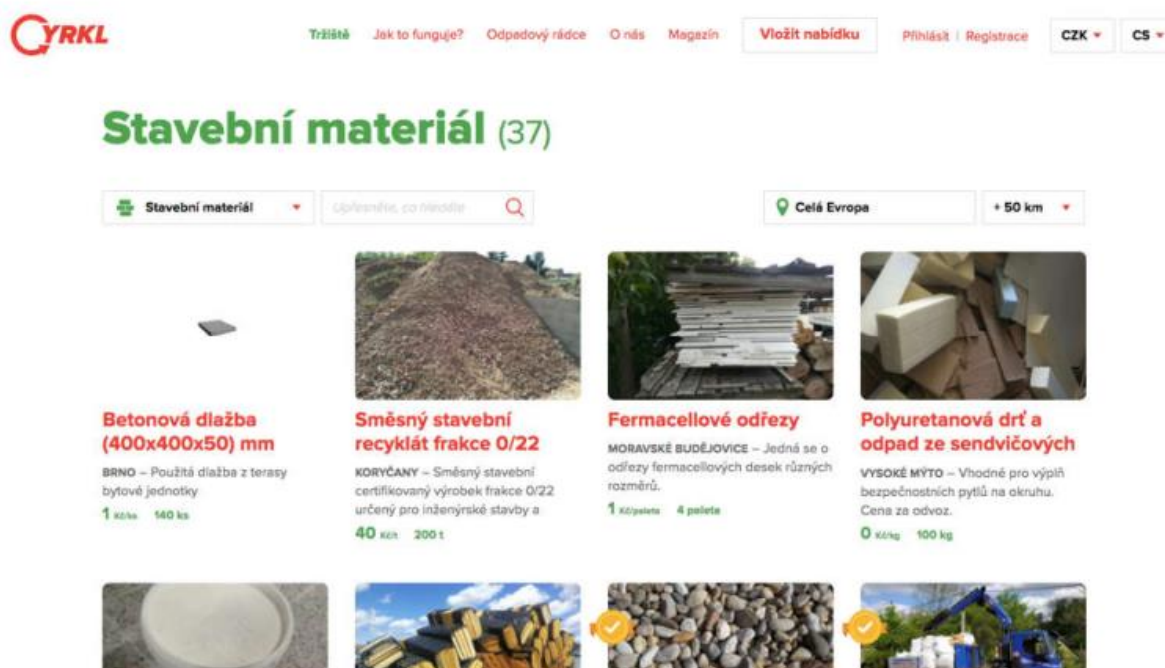 CYRKL
Tržiště Jak to funguje? Odpadový rádce O nás Magazín Vložit nabídku Přihlásit | Registrace CZK CS
Stavební materiál (37)
Stavební materiál Upřesněte, co hledáte Celá Evropa + 50 km
Betonová dlažba
(400x400x50) mm
BRNO – Použitá dlažba z terasy
bytové jednotky
1 Kč/ks 140 ks
Směsný stavební
recyklát frakce 0/22
KORYČANY – Směsný stavební
certifikovaný výrobek frakce 0/22
určený pro inženýrské stavby a
40 Kč/t 200 t
Fermacellové odřezy
MORAVSKÉ BUDĚJOVICE – Jedná se o
odřezy fermacellových desek různých
rozměrů.
1 Kč/paleta 4 paleta
Polyuretanová drť a
odpad ze sendvičových
VYSOKÉ MÝTO – Vhodné pro výplň
bezpečnostních pytlů na okruhu.
Cena za odvoz.
0 Kč/kg 100 kg